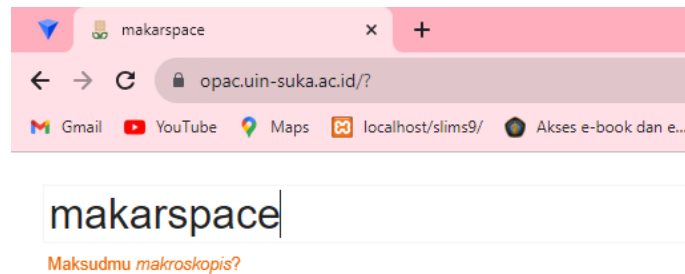 makarspace
opac.uin-suka.ac.id/?
Gmail YouTube Maps localhost/slims9/ Akses e-book dan e...
makarspace
Maksudmu makroskopis?